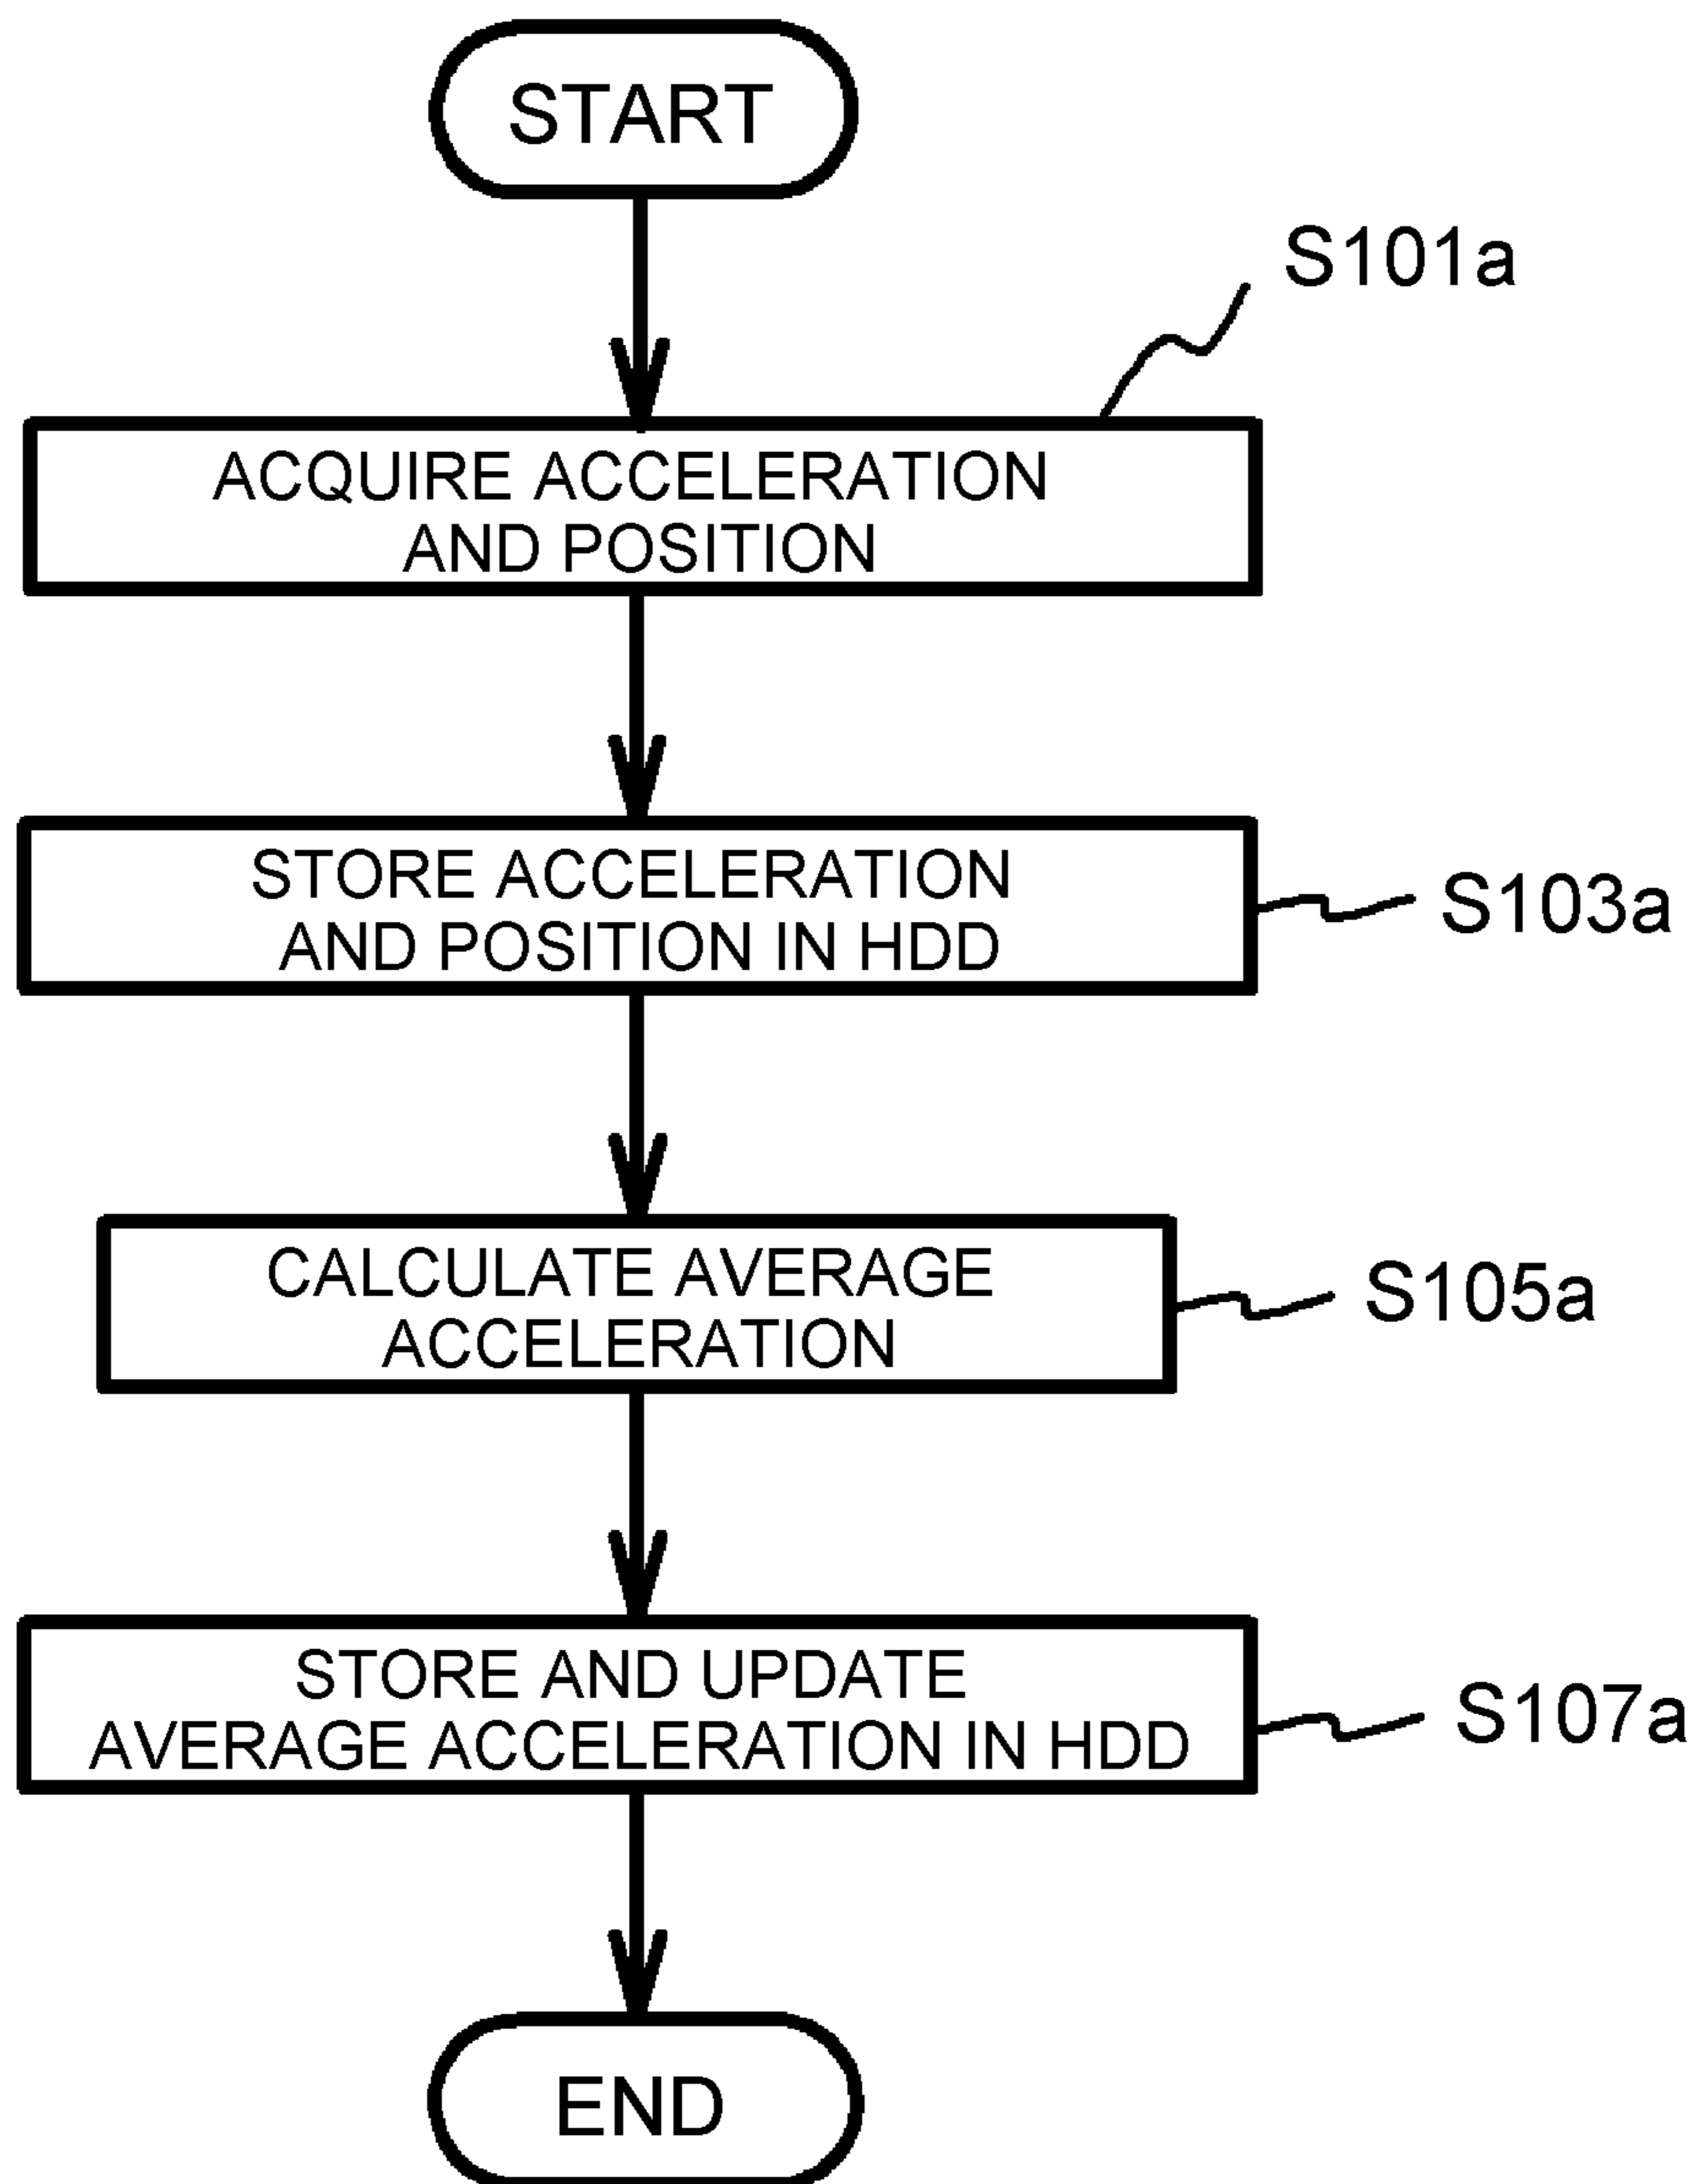 START
S101a
ACQUIRE ACCELERATION
AND POSITION
STORE ACCELERATION
AND POSITION IN HDD
S103a
CALCULATE AVERAGE
ACCELERATION
S105a
STORE AND UPDATE
AVERAGE ACCELERATION IN HDD
S107a
END